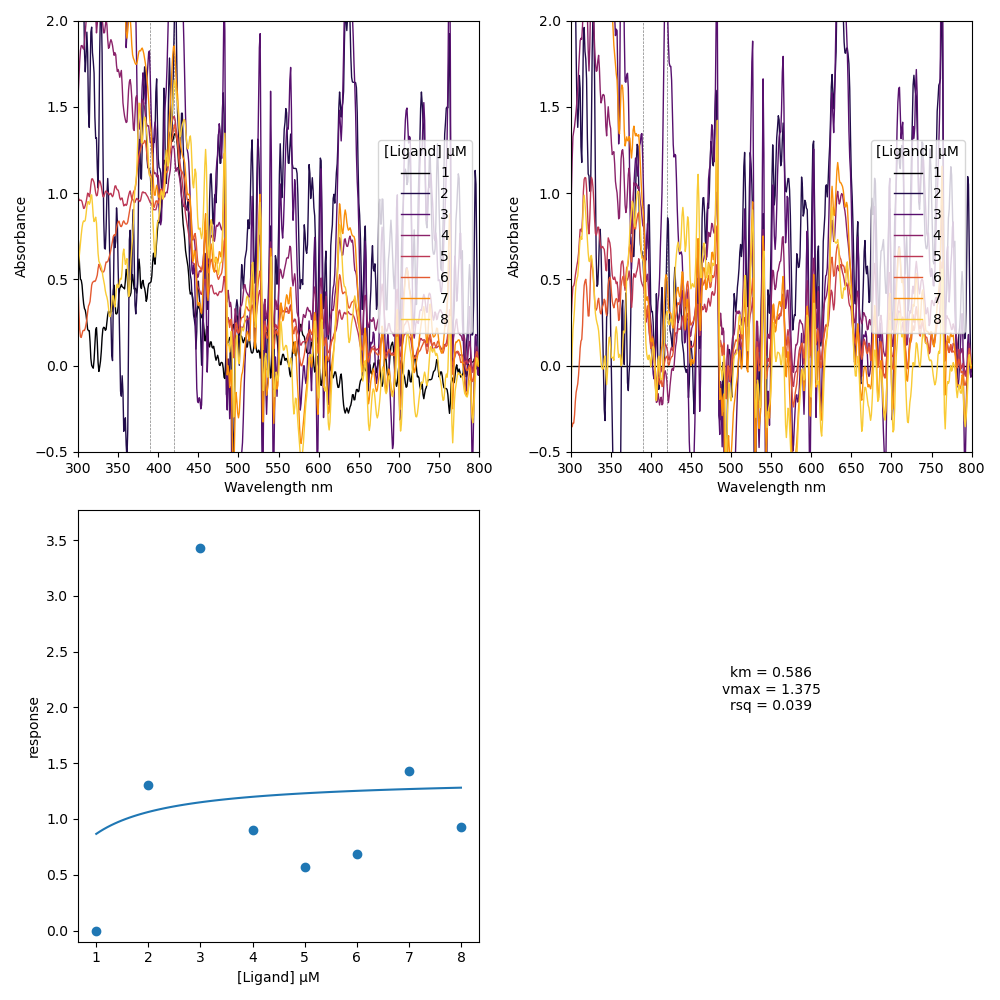 2.0
1.5
1.0
0.5
0.0
−0.5
300 350 400 450 500 550 600 650 700 750 800
Absorbance
Wavelength nm
[Ligand] μM
1
2
3
4
5
6
7
8
2.0
1.5
1.0
0.5
0.0
−0.5
300 350 400 450 500 550 600 650 700 750 800
Absorbance
Wavelength nm
[Ligand] μM
1
2
3
4
5
6
7
8
3.5
3.0
2.5
2.0
1.5
1.0
0.5
0.0
1 2 3 4 5 6 7 8
response
[Ligand] μM
km = 0.586
vmax = 1.375
rsq = 0.039